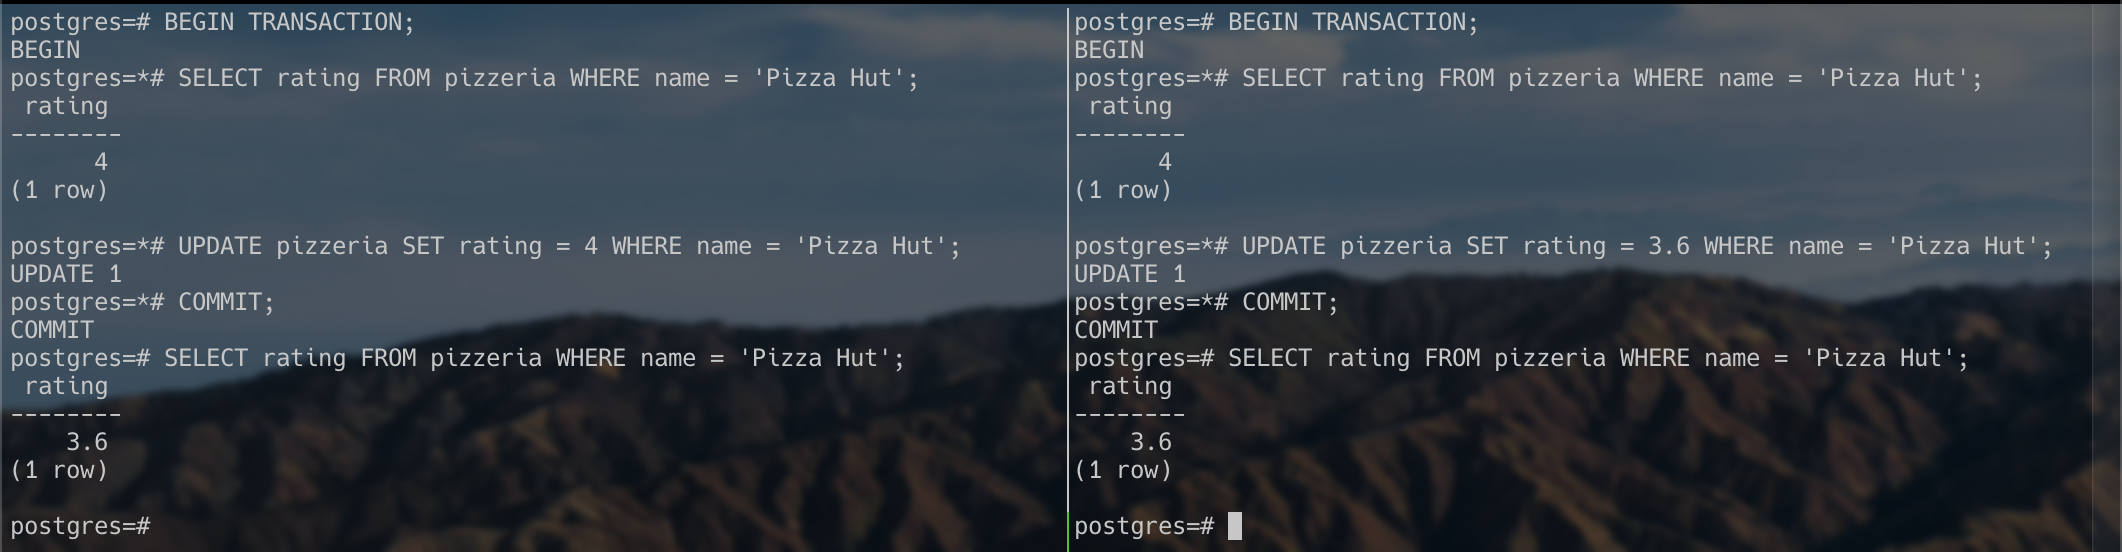 postgres=# BEGIN TRANSACTION;
BEGIN
postgres=*# SELECT rating FROM pizzeria WHERE name = 'Pizza Hut';
 rating
--------
      4
(1 row)

postgres=*# UPDATE pizzeria SET rating = 4 WHERE name = 'Pizza Hut';
UPDATE 1
postgres=*# COMMIT;
COMMIT
postgres=# SELECT rating FROM pizzeria WHERE name = 'Pizza Hut';
 rating
--------
    3.6
(1 row)

postgres=#
postgres=# BEGIN TRANSACTION;
BEGIN
postgres=*# SELECT rating FROM pizzeria WHERE name = 'Pizza Hut';
 rating
--------
      4
(1 row)

postgres=*# UPDATE pizzeria SET rating = 3.6 WHERE name = 'Pizza Hut';
UPDATE 1
postgres=*# COMMIT;
COMMIT
postgres=# SELECT rating FROM pizzeria WHERE name = 'Pizza Hut';
 rating
--------
    3.6
(1 row)

postgres=#